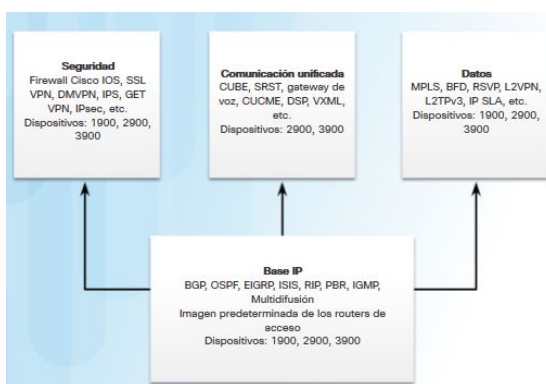 Seguridad
Firewall Cisco IOS, SSL
VPN, DMVPN, IPS, GET
VPN, IPsec, etc.
Dispositivos: 1900, 2900,
3900
Comunicación unificada
CUBE, SRST, gateway de
voz, CUCME, DSP, VXML,
etc.
Dispositivos: 2900, 3900
Datos
MPLS, BFD, RSVP, L2VPN,
L2TPv3, IP SLA, etc.
Dispositivos: 1900, 2900,
3900
Base IP
BGP, OSPF, EIGRP, ISIS, RIP, PBR, IGMP,
Multidifusión
Imagen predeterminada de los routers de
acceso
Dispositivos: 1900, 2900, 3900